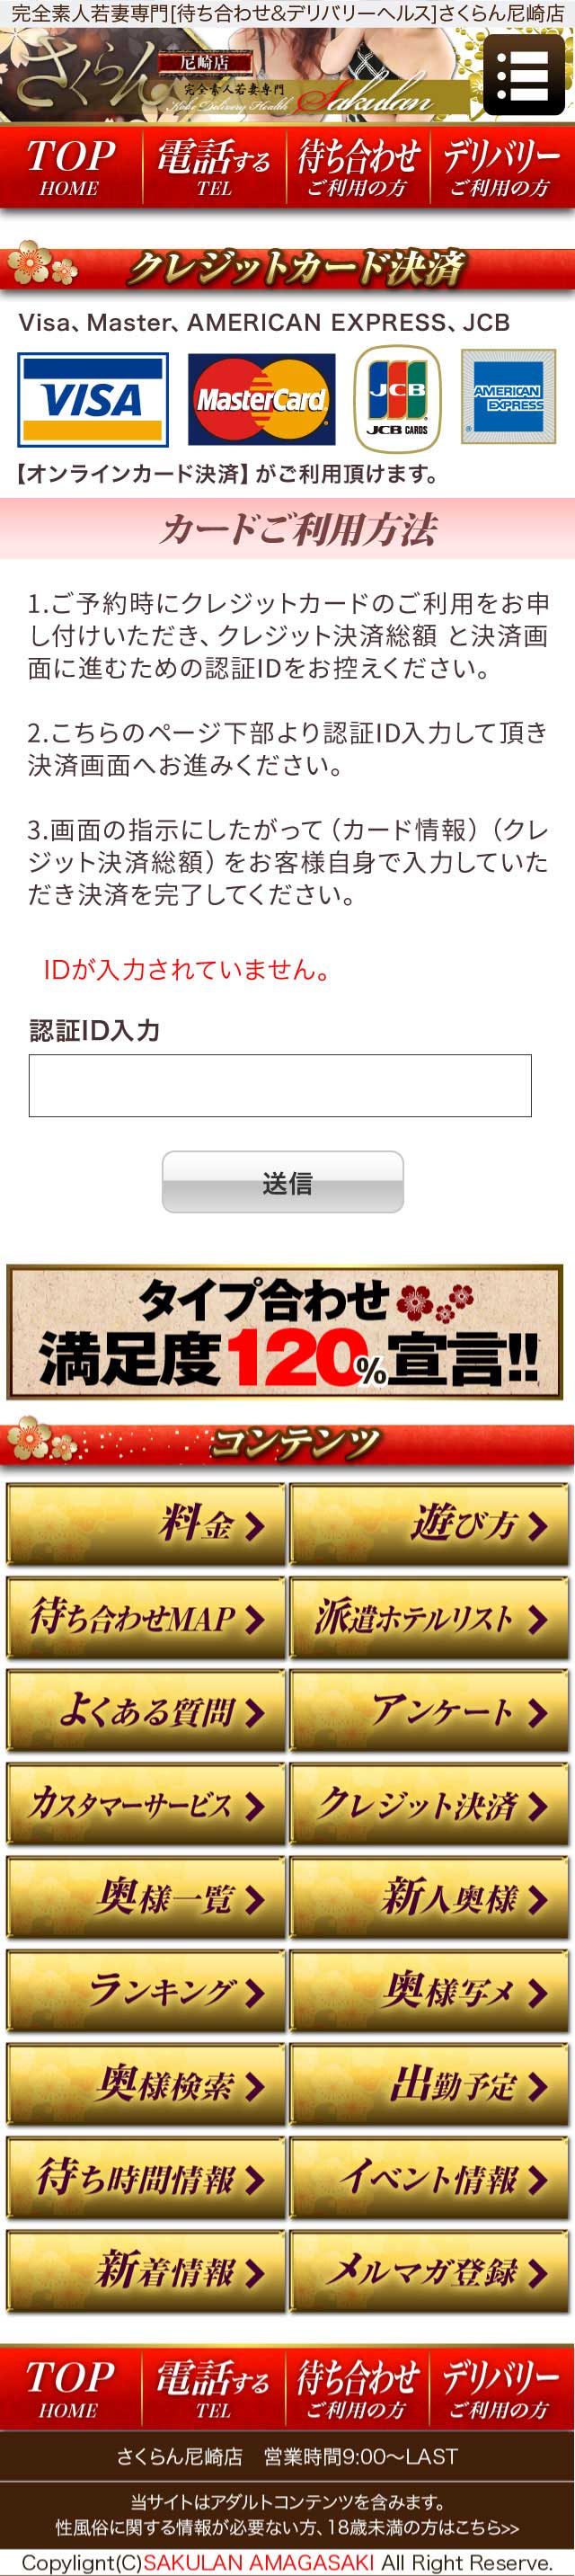 完全素人若妻専門[待ち合わせ&デリバリーヘルス]さくらん尼崎店
さくらん 尼崎店
完全素人若妻専門
Kobe Delivery Health Sakulan
TOP 電話する 待ち合わせ デリバリー
HOME TEL ご利用の方 ご利用の方
クレジットカード決済
Visa、Master、AMERICAN EXPRESS、JCB
VISA MasterCard JCB AMERICAN EXPRESS
JCB CARDS
【オンラインカード決済】がご利用頂けます。
カードご利用方法
1.ご予約時にクレジットカードのご利用をお申
し付けいただき、クレジット決済総額 と決済画
面に進むための認証IDをお控えください。
2.こちらのページ下部より認証ID入力して頂き
決済画面へお進みください。
3.画面の指示にしたがって（カード情報）（クレ
ジット決済総額）をお客様自身で入力していた
だき決済を完了してください。
IDが入力されていません。
認証ID入力
送信
タイプ合わせ
満足度120%宣言!!
コンテンツ
料金 遊び方
待ち合わせMAP 派遣ホテルリスト
よくある質問 アンケート
カスタマーサービス クレジット決済
奥様一覧 新人奥様
ランキング 奥様写メ
奥様検索 出勤予定
待ち時間情報 イベント情報
新着情報 メルマガ登録
TOP 電話する 待ち合わせ デリバリー
HOME TEL ご利用の方 ご利用の方
さくらん尼崎店　営業時間9:00〜LAST
当サイトはアダルトコンテンツを含みます。
性風俗に関する情報が必要ない方、18歳未満の方はこちら>>
Copylignt(C)SAKULAN AMAGASAKI All Right Reserve.